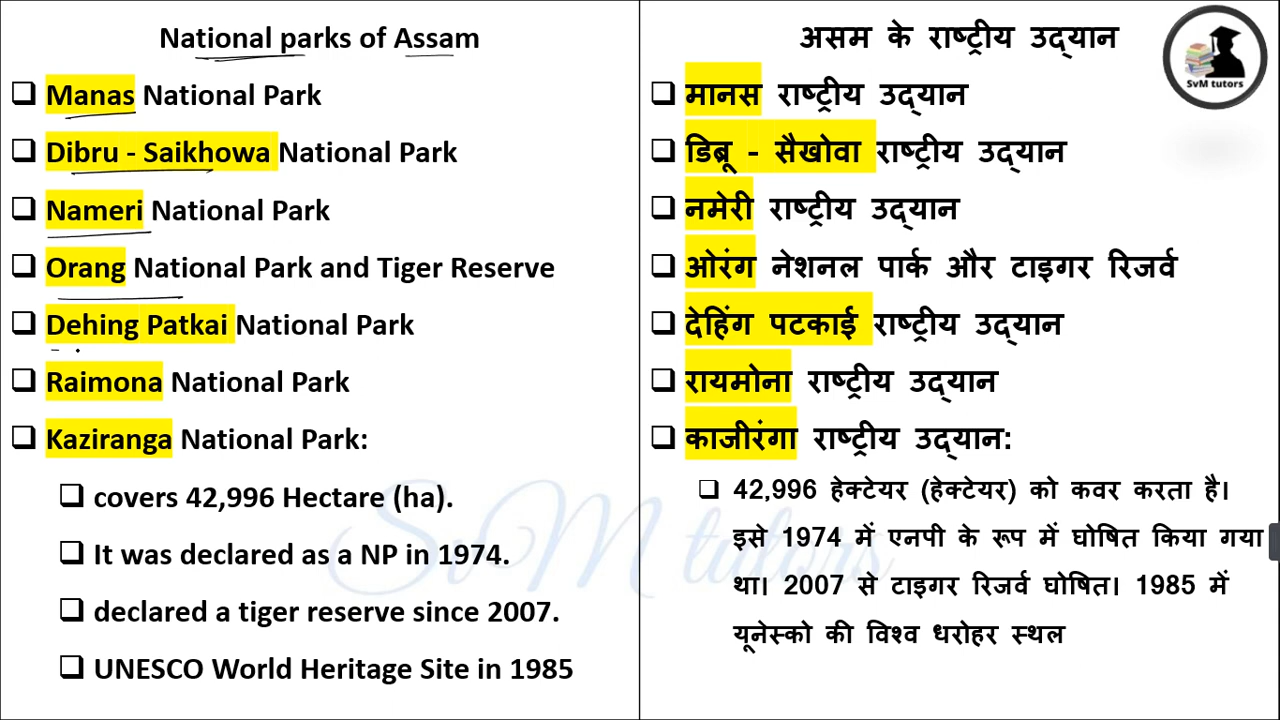 National parks of Assam
Manas National Park
Dibru - Saikhowa National Park
Nameri National Park
Orang National Park and Tiger Reserve
Dehing Patkai National Park
Raimona National Park
Kaziranga National Park:
covers 42,996 Hectare (ha).
It was declared as a NP in 1974.
declared a tiger reserve since 2007.
UNESCO World Heritage Site in 1985
असम के राष्ट्रीय उद्यान
मानस राष्ट्रीय उद्यान
डिब्रू - सैखोवा राष्ट्रीय उद्यान
नमेरी राष्ट्रीय उद्यान
ओरंग नेशनल पार्क और टाइगर रिजर्व
देहिंग पटकाई राष्ट्रीय उद्यान
रायमोना राष्ट्रीय उद्यान
काजीरंगा राष्ट्रीय उद्यान:
42,996 हेक्टेयर (हेक्टेयर) को कवर करता है।
इसे 1974 में एनपी के रूप में घोषित किया गया
था। 2007 से टाइगर रिजर्व घोषित। 1985 में
यूनेस्को की विश्व धरोहर स्थल
SvM tutors
SvM tutors